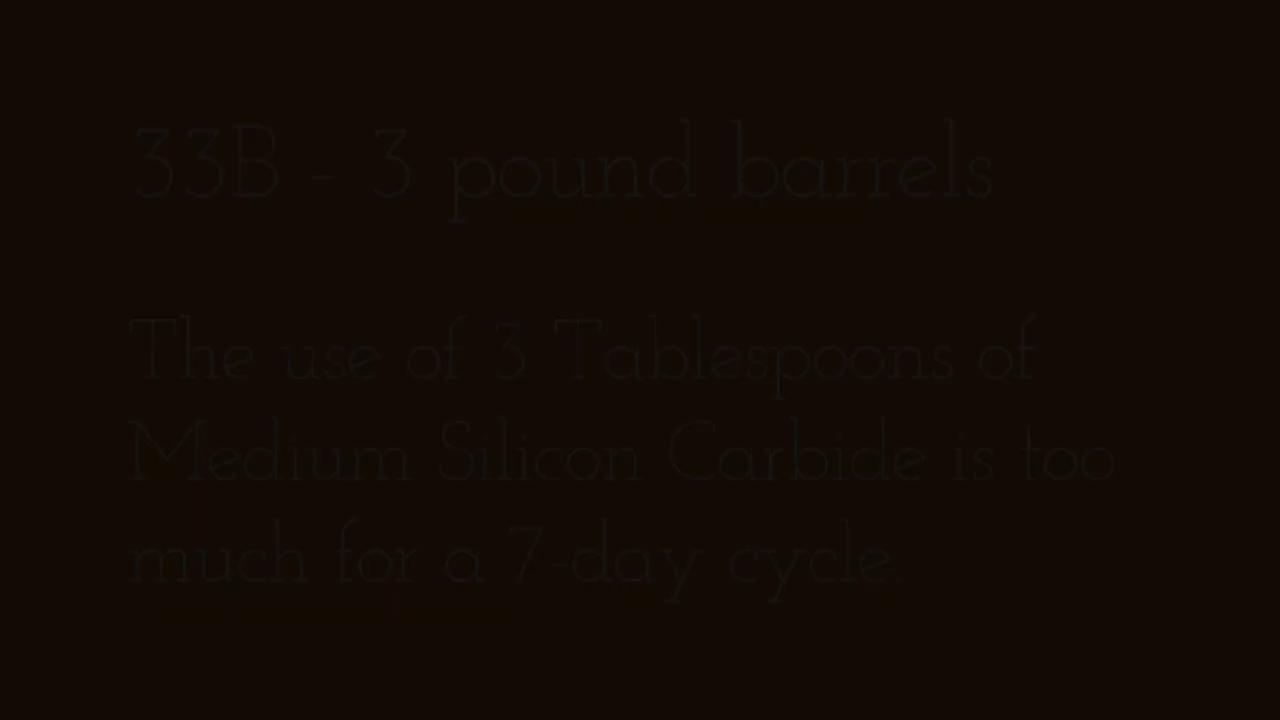 33B - 3 pound barrels
The use of 3 Tablespoons of
Medium Silicon Carbide is too
much for a 7-day cycle.